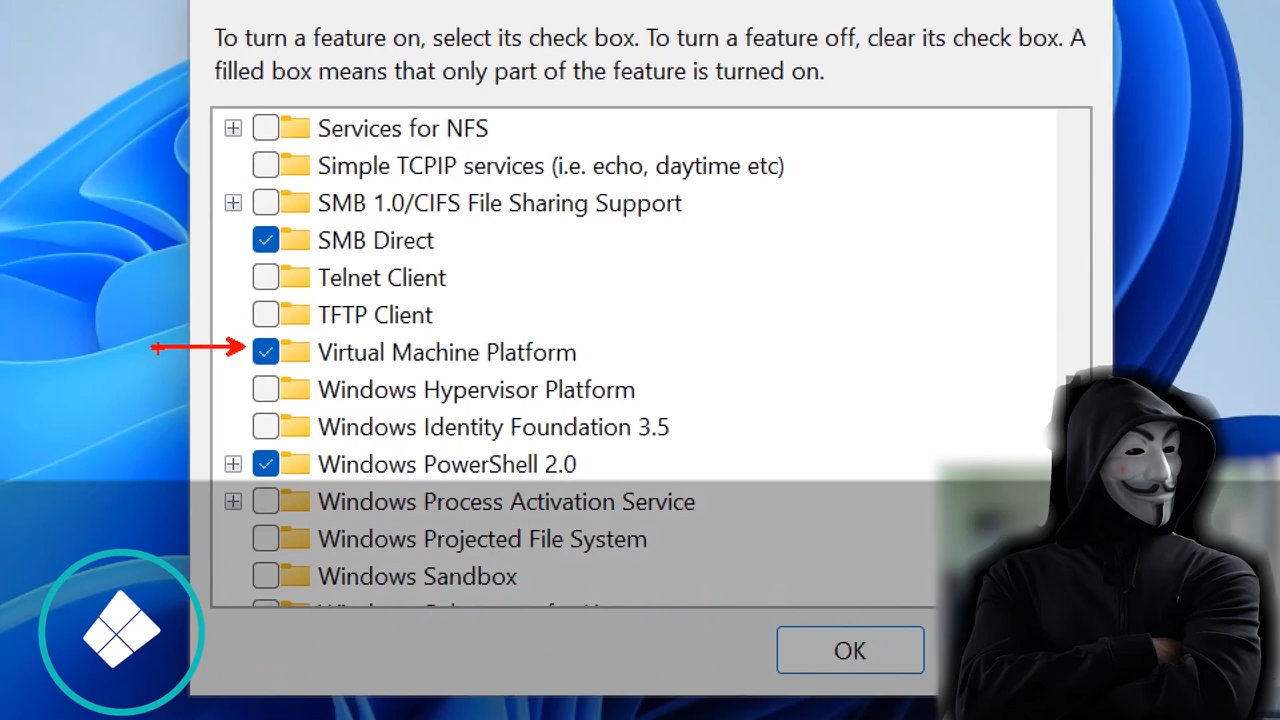 To turn a feature on, select its check box. To turn a feature off, clear its check box. A
filled box means that only part of the feature is turned on.
Services for NFS
Simple TCPIP services (i.e. echo, daytime etc)
SMB 1.0/CIFS File Sharing Support
SMB Direct
Telnet Client
TFTP Client
Virtual Machine Platform
Windows Hypervisor Platform
Windows Identity Foundation 3.5
Windows PowerShell 2.0
Windows Process Activation Service
Windows Projected File System
Windows Sandbox
OK